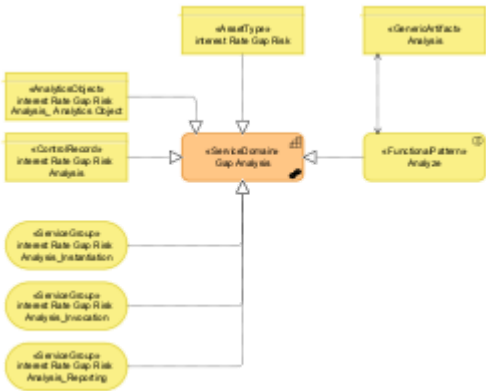 «AssetType»
interest Rate Gap Risk
«GenericArtifact»
Analysis
«AnalyticsObject»
interest Rate Gap Risk
Analysis_ Analytics Object
«ControlRecord»
interest Rate Gap Risk
Analysis
«ServiceDomain»
Gap Analysis
«FunctionalPattern»
Analyze
«ServiceGroup»
interest Rate Gap Risk
Analysis_Instantiation
«ServiceGroup»
interest Rate Gap Risk
Analysis_Invocation
«ServiceGroup»
interest Rate Gap Risk
Analysis_Reporting